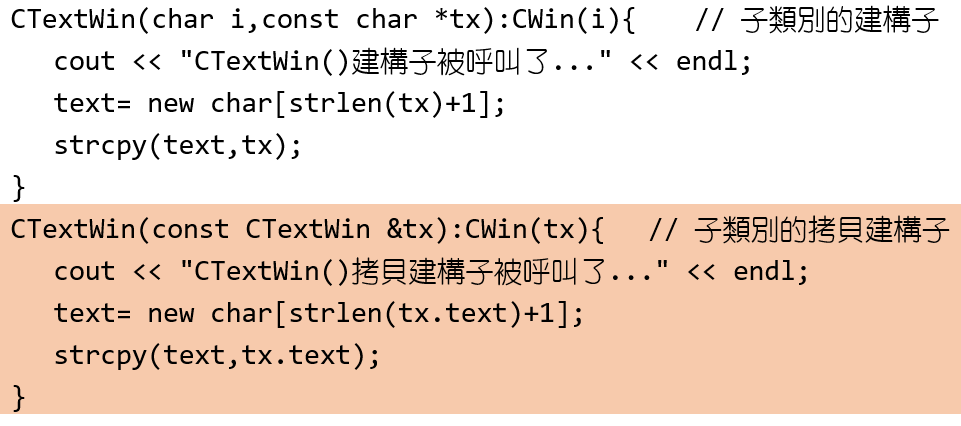 CTextWin(char i,const char *tx):CWin(i){    // 子類別的建構子
   cout << "CTextWin()建構子被呼叫了..." << endl;
   text= new char[strlen(tx)+1];
   strcpy(text,tx);
}
CTextWin(const CTextWin &tx):CWin(tx){   // 子類別的拷貝建構子
   cout << "CTextWin()拷貝建構子被呼叫了..." << endl;
   text= new char[strlen(tx.text)+1];
   strcpy(text,tx.text);
}